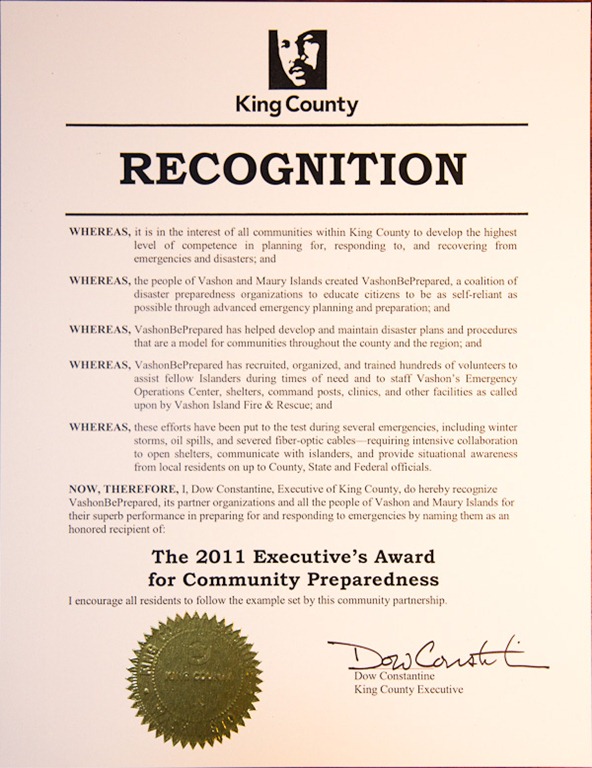 King County
RECOGNITION
WHEREAS, it is in the interest of all communities within King County to develop the highest
level of competence in planning for, responding to, and recovering from
emergencies and disasters; and
WHEREAS, the people of Vashon and Maury Islands created VashonBePrepared, a coalition of
disaster preparedness organizations to educate citizens to be as self-reliant as
possible through advanced emergency planning and preparation; and
WHEREAS, VashonBePrepared has helped develop and maintain disaster plans and procedures
that are a model for communities throughout the county and the region; and
WHEREAS, VashonBePrepared has recruited, organized, and trained hundreds of volunteers to
assist fellow Islanders during times of need and to staff Vashon's Emergency
Operations Center, shelters, command posts, clinics, and other facilities as called
upon by Vashon Island Fire & Rescue; and
WHEREAS, these efforts have been put to the test during several emergencies, including winter
storms, oil spills, and severed fiber-optic cables—requiring intensive collaboration
to open shelters, communicate with islanders, and provide situational awareness
from local residents on up to County, State and Federal officials.
NOW, THEREFORE, I, Dow Constantine, Executive of King County, do hereby recognize
VashonBePrepared, its partner organizations and all the people of Vashon and Maury Islands for
their superb performance in preparing for and responding to emergencies by naming them as an
honored recipient of:
The 2011 Executive's Award
for Community Preparedness
I encourage all residents to follow the example set by this community partnership.
KING COUNTY
Dow Constantine
King County Executive